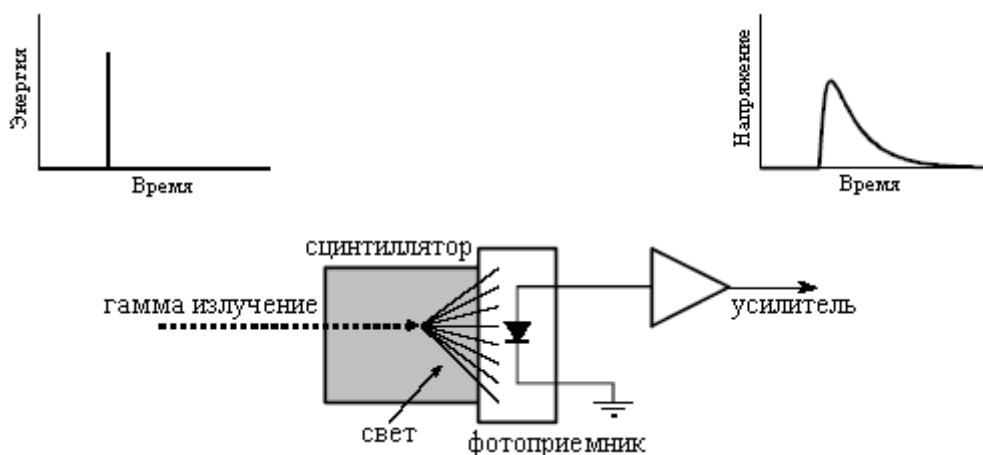 Энергия
Время
Напряжение
Время
сцинтиллятор
гамма излучение
усилитель
свет
фотоприемник